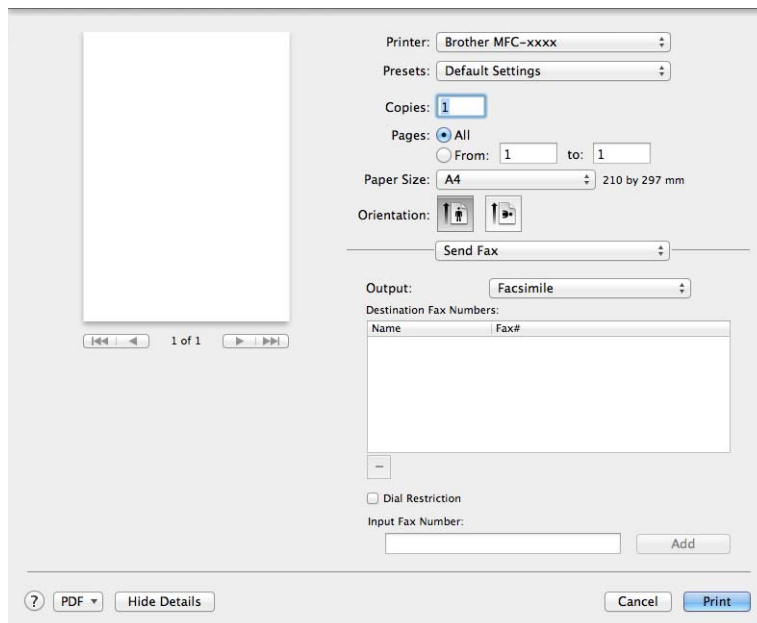 Printer: Brother MFC-xxxx
Presets: Default Settings
Copies: 1
Pages: All
From: 1 to: 1
Paper Size: A4 210 by 297 mm
Orientation:
Send Fax
Output: Facsimile
Destination Fax Numbers:
Name Fax#
1 of 1
Dial Restriction
Input Fax Number:
Add
? PDF Hide Details Cancel Print